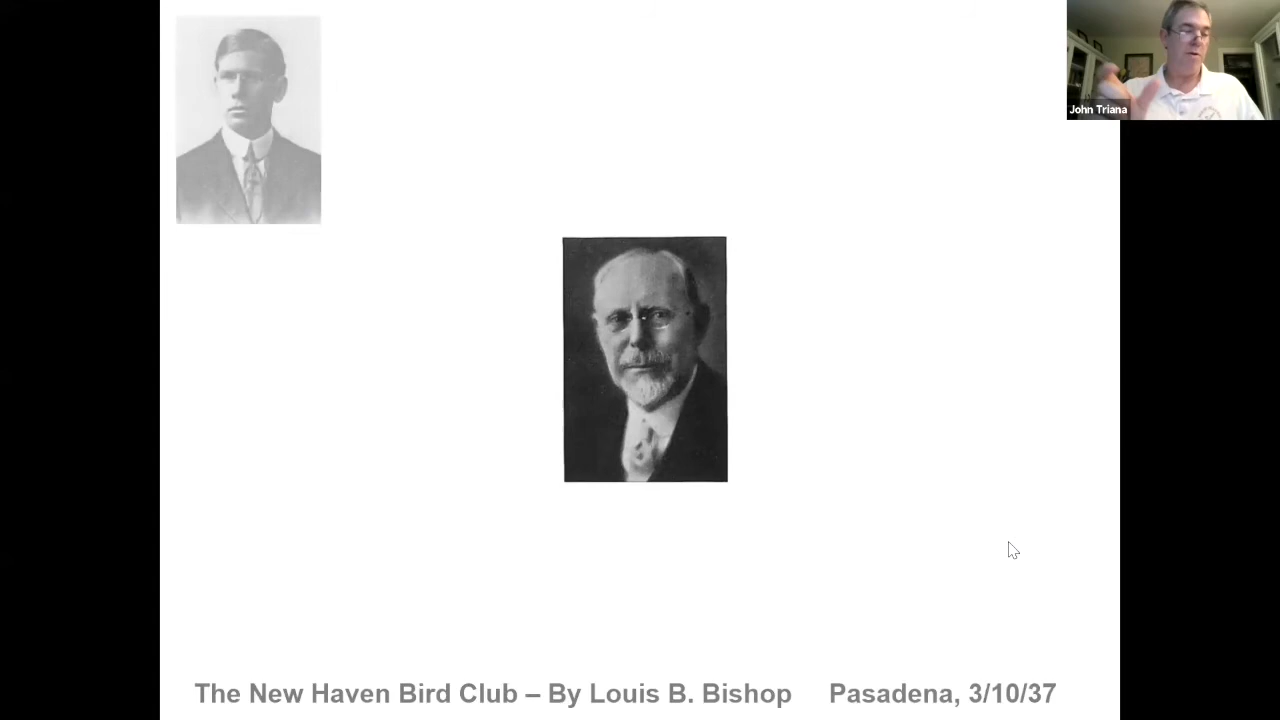 John Triana
The New Haven Bird Club – By Louis B. Bishop Pasadena, 3/10/37